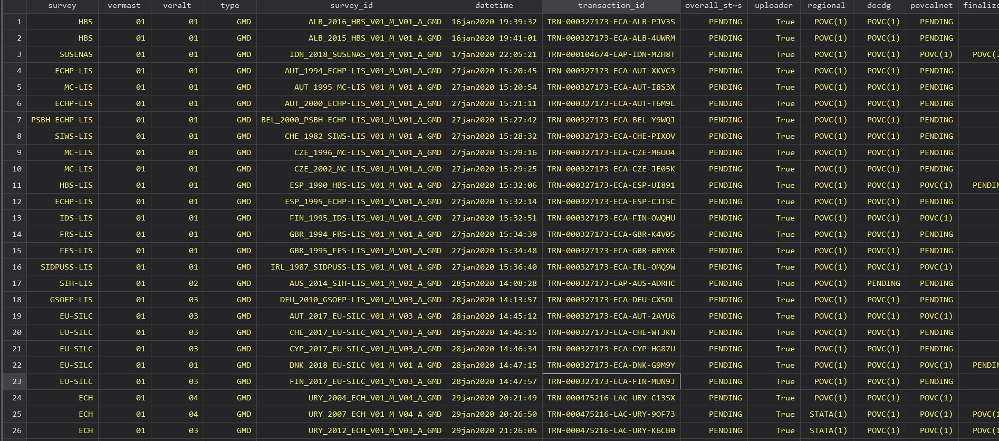 survey vermast veralt type survey_id datetime transaction_id overall_st~s uploader regional decdg povcalnet finalize
1 HBS 01 01 GMD ALB_2016_HBS_V01_M_V01_A_GMD 16jan2020 19:39:32 TRN-000327173-ECA-ALB-PJV3S PENDING True POVC(1) POVC(1) PENDING
2 HBS 01 01 GMD ALB_2015_HBS_V01_M_V01_A_GMD 16jan2020 19:41:01 TRN-000327173-ECA-ALB-4UWRM PENDING True POVC(1) POVC(1) PENDING
3 SUSENAS 01 01 GMD IDN_2018_SUSENAS_V01_M_V01_A_GMD 17jan2020 22:05:21 TRN-000104674-EAP-IDN-MZH8T PENDING True POVC(1) POVC(1) POVC(1) POVC(3
4 ECHP-LIS 01 01 GMD AUT_1994_ECHP-LIS_V01_M_V01_A_GMD 27jan2020 15:20:45 TRN-000327173-ECA-AUT-XKVC3 PENDING True POVC(1) POVC(1) PENDING
5 MC-LIS 01 01 GMD AUT_1995_MC-LIS_V01_M_V01_A_GMD 27jan2020 15:20:54 TRN-000327173-ECA-AUT-I8S3X PENDING True POVC(1) POVC(1) PENDING
6 ECHP-LIS 01 01 GMD AUT_2000_ECHP-LIS_V01_M_V01_A_GMD 27jan2020 15:21:11 TRN-000327173-ECA-AUT-T6M9L PENDING True POVC(1) POVC(1) PENDING
7 PSBH-ECHP-LIS 01 01 GMD BEL_2000_PSBH-ECHP-LIS_V01_M_V01_A_GMD 27jan2020 15:27:42 TRN-000327173-ECA-BEL-Y9WQJ PENDING True POVC(1) POVC(1) PENDING
8 SIWS-LIS 01 01 GMD CHE_1982_SIWS-LIS_V01_M_V01_A_GMD 27jan2020 15:28:32 TRN-000327173-ECA-CHE-PIXOV PENDING True POVC(1) POVC(1) PENDING
9 MC-LIS 01 01 GMD CZE_1996_MC-LIS_V01_M_V01_A_GMD 27jan2020 15:29:16 TRN-000327173-ECA-CZE-M6UO4 PENDING True POVC(1) POVC(1) PENDING
10 MC-LIS 01 01 GMD CZE_2002_MC-LIS_V01_M_V01_A_GMD 27jan2020 15:29:25 TRN-000327173-ECA-CZE-JE05K PENDING True POVC(1) POVC(1) PENDING
11 HBS-LIS 01 01 GMD ESP_1990_HBS-LIS_V01_M_V01_A_GMD 27jan2020 15:32:06 TRN-000327173-ECA-ESP-UI891 PENDING True POVC(1) POVC(1) POVC(1) PENDIN
12 ECHP-LIS 01 01 GMD ESP_1995_ECHP-LIS_V01_M_V01_A_GMD 27jan2020 15:32:14 TRN-000327173-ECA-ESP-CJI5C PENDING True POVC(1) POVC(1) PENDING
13 IDS-LIS 01 01 GMD FIN_1995_IDS-LIS_V01_M_V01_A_GMD 27jan2020 15:32:51 TRN-000327173-ECA-FIN-OWQHU PENDING True POVC(1) POVC(1) POVC(1)
14 FRS-LIS 01 01 GMD GBR_1994_FRS-LIS_V01_M_V01_A_GMD 27jan2020 15:34:39 TRN-000327173-ECA-GBR-K4V05 PENDING True POVC(1) POVC(1) PENDING
15 FES-LIS 01 01 GMD GBR_1995_FES-LIS_V01_M_V01_A_GMD 27jan2020 15:34:48 TRN-000327173-ECA-GBR-6BYKR PENDING True POVC(1) POVC(1) PENDING
16 SIDPUSS-LIS 01 01 GMD IRL_1987_SIDPUSS-LIS_V01_M_V01_A_GMD 27jan2020 15:36:40 TRN-000327173-ECA-IRL-OMQ9W PENDING True POVC(1) POVC(1) POVC(1)
17 SIH-LIS 01 02 GMD AUS_2014_SIH-LIS_V01_M_V02_A_GMD 28jan2020 14:08:28 TRN-000327173-EAP-AUS-ADRHC PENDING True POVC(1) PENDING PENDING
18 GSOEP-LIS 01 03 GMD DEU_2010_GSOEP-LIS_V01_M_V03_A_GMD 28jan2020 14:13:57 TRN-000327173-ECA-DEU-CX5OL PENDING True POVC(1) POVC(1) PENDING
19 EU-SILC 01 03 GMD AUT_2017_EU-SILC_V01_M_V03_A_GMD 28jan2020 14:45:12 TRN-000327173-ECA-AUT-2AYU6 PENDING True POVC(1) POVC(1) POVC(1)
20 EU-SILC 01 03 GMD CHE_2017_EU-SILC_V01_M_V03_A_GMD 28jan2020 14:46:15 TRN-000327173-ECA-CHE-WT3KN PENDING True POVC(1) POVC(1) PENDING
21 EU-SILC 01 03 GMD CYP_2017_EU-SILC_V01_M_V03_A_GMD 28jan2020 14:46:34 TRN-000327173-ECA-CYP-HG87U PENDING True POVC(1) POVC(1) PENDING
22 EU-SILC 01 01 GMD DNK_2018_EU-SILC_V01_M_V01_A_GMD 28jan2020 14:47:15 TRN-000327173-ECA-DNK-G9M9Y PENDING True POVC(1) POVC(1) POVC(1) PENDIN
23 EU-SILC 01 03 GMD FIN_2017_EU-SILC_V01_M_V03_A_GMD 28jan2020 14:47:57 TRN-000327173-ECA-FIN-MUN9J PENDING True POVC(1) POVC(1) PENDING
24 ECH 01 04 GMD URY_2004_ECH_V01_M_V04_A_GMD 29jan2020 20:21:49 TRN-000475216-LAC-URY-C13SX PENDING True POVC(1) POVC(1) POVC(1)
25 ECH 01 04 GMD URY_2007_ECH_V01_M_V04_A_GMD 29jan2020 20:26:50 TRN-000475216-LAC-URY-9OF73 PENDING True STATA(1) POVC(1) POVC(1) POVC(1
26 ECH 01 03 GMD URY_2012_ECH_V01_M_V03_A_GMD 29jan2020 21:26:05 TRN-000475216-LAC-URY-K6CB0 PENDING True STATA(1) POVC(1) POVC(1) POVC(1